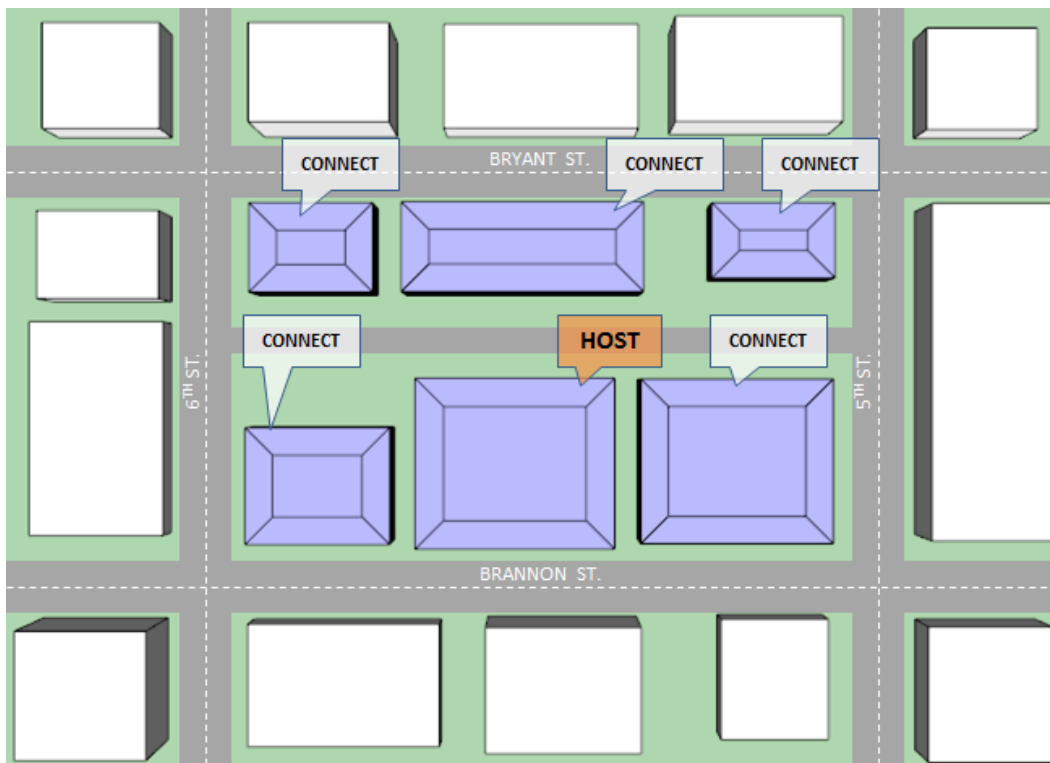 BRYANT ST.
CONNECT
CONNECT
CONNECT
CONNECT
HOST
CONNECT
6TH ST.
5TH ST.
BRANNON ST.